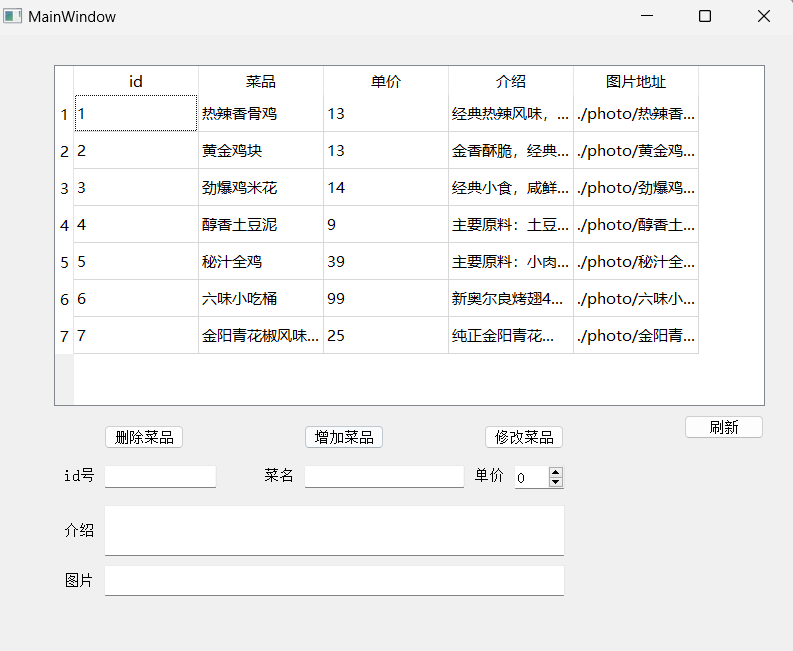 MainWindow
id 菜品 单价 介绍 图片地址
1 1 热辣香骨鸡 13 经典热辣风味，... ./photo/热辣香...
2 2 黄金鸡块 13 金香酥脆，经典... ./photo/黄金鸡...
3 3 劲爆鸡米花 14 经典小食，咸鲜... ./photo/劲爆鸡...
4 4 醇香土豆泥 9 主要原料：土豆... ./photo/醇香土...
5 5 秘汁全鸡 39 主要原料：小肉... ./photo/秘汁全...
6 6 六味小吃桶 99 新奥尔良烤翅4... ./photo/六味小...
7 7 金阳青花椒风味... 25 纯正金阳青花... ./photo/金阳青...
删除菜品 增加菜品 修改菜品 刷新
id号 菜名 单价 0
介绍
图片